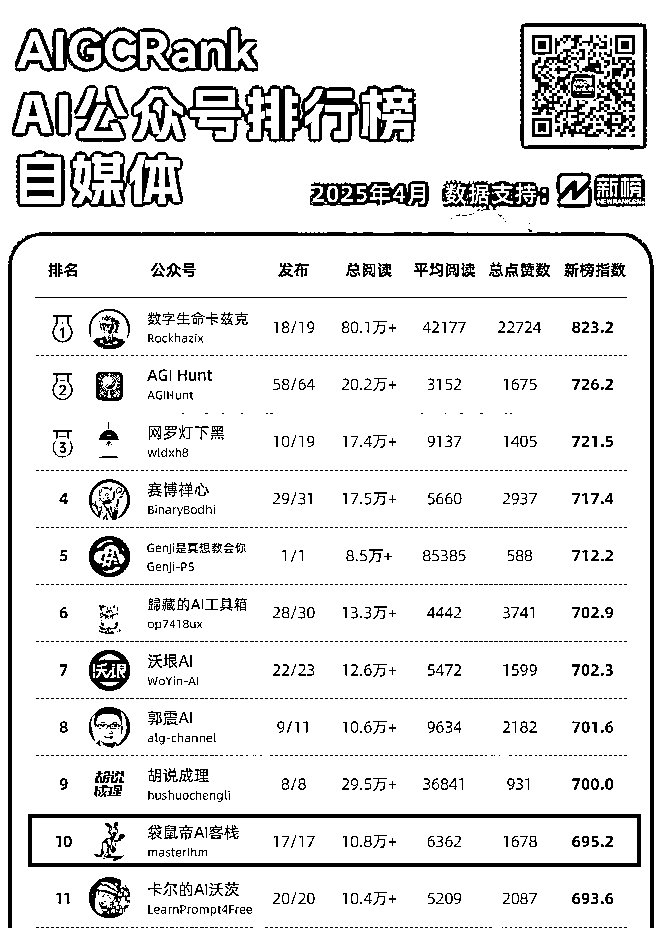 AIGCRank
AI公众号排行榜
自媒体
2025年4月 数据支持: 新榜
NEWRANK.CN
排名 公众号 发布 总阅读 平均阅读 总点赞数 新榜指数
1 数字生命卡兹克 18/19 80.1万+ 42177 22724 823.2
Rockhazix
2 AGI Hunt 58/64 20.2万+ 3152 1675 726.2
AGIHunt
3 网罗灯下黑 10/19 17.4万+ 9137 1405 721.5
wldxh8
4 赛博禅心 29/31 17.5万+ 5660 2937 717.4
BinaryBodhi
5 Genji是真想教会你 1/1 8.5万+ 85385 588 712.2
Genji-PS
6 歸藏的AI工具箱 28/30 13.3万+ 4442 3741 702.9
op7418ux
7 沃垠AI 22/23 12.6万+ 5472 1599 702.3
WoYin-AI
8 郭震AI 9/11 10.6万+ 9634 2182 701.6
alg-channel
9 胡说成理 8/8 29.5万+ 36841 931 700.0
hushuochengli
10 袋鼠帝AI客栈 17/17 10.8万+ 6362 1678 695.2
masterlhm
11 卡尔的AI沃茨 20/20 10.4万+ 5209 2087 693.6
LearnPrompt4Free